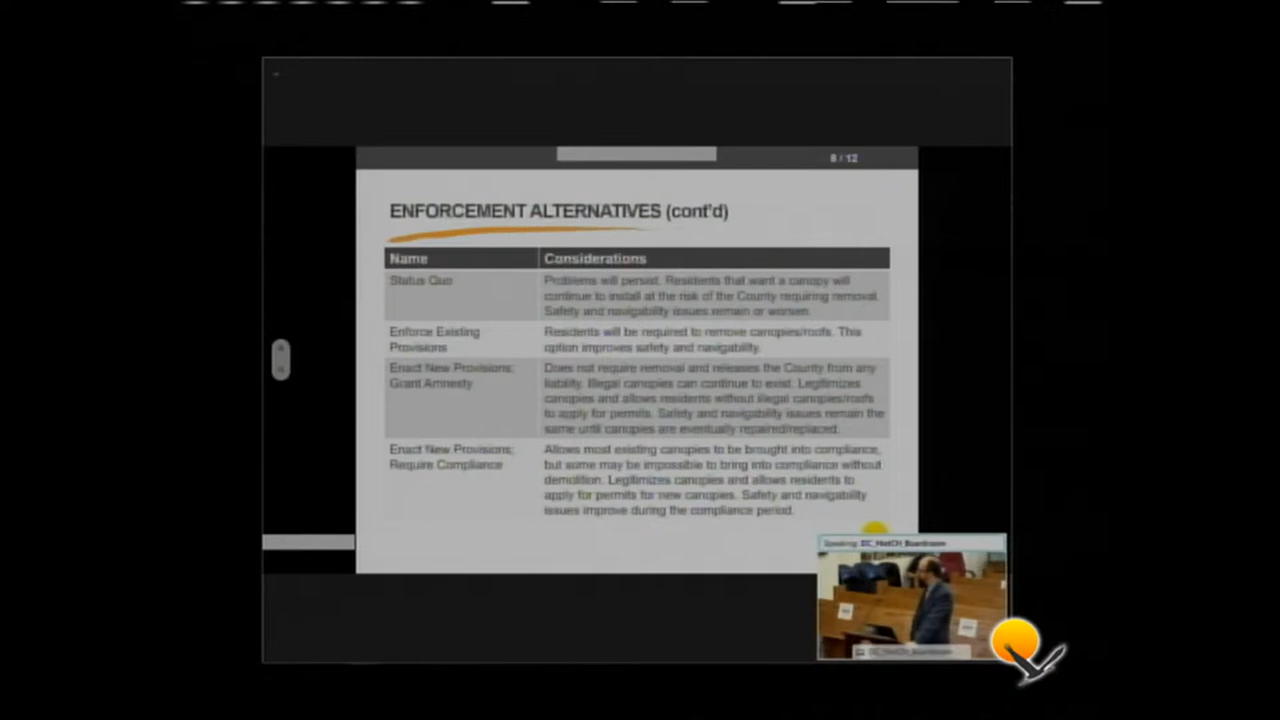 8 / 12
ENFORCEMENT ALTERNATIVES (cont'd)
Name
Considerations
Status Quo
Problems will persist. Residents that want a canopy will
continue to install at the risk of the County requiring removal.
Safety and navigability issues remain or worsen.
Enforce Existing
Provisions
Residents will be required to remove canopies/roofs. This
option improves safety and navigability.
Enact New Provisions;
Grant Amnesty
Does not require removal and releases the County from any
liability. Illegal canopies can continue to exist. Legitimizes
canopies and allows residents without illegal canopies/roofs
to apply for permits. Safety and navigability issues remain the
same until canopies are eventually repaired/replaced.
Enact New Provisions;
Require Compliance
Allows most existing canopies to be brought into compliance,
but some may be impossible to bring into compliance without
demolition. Legitimizes canopies and allows residents to
apply for permits for new canopies. Safety and navigability
issues improve during the compliance period.
Speaking: